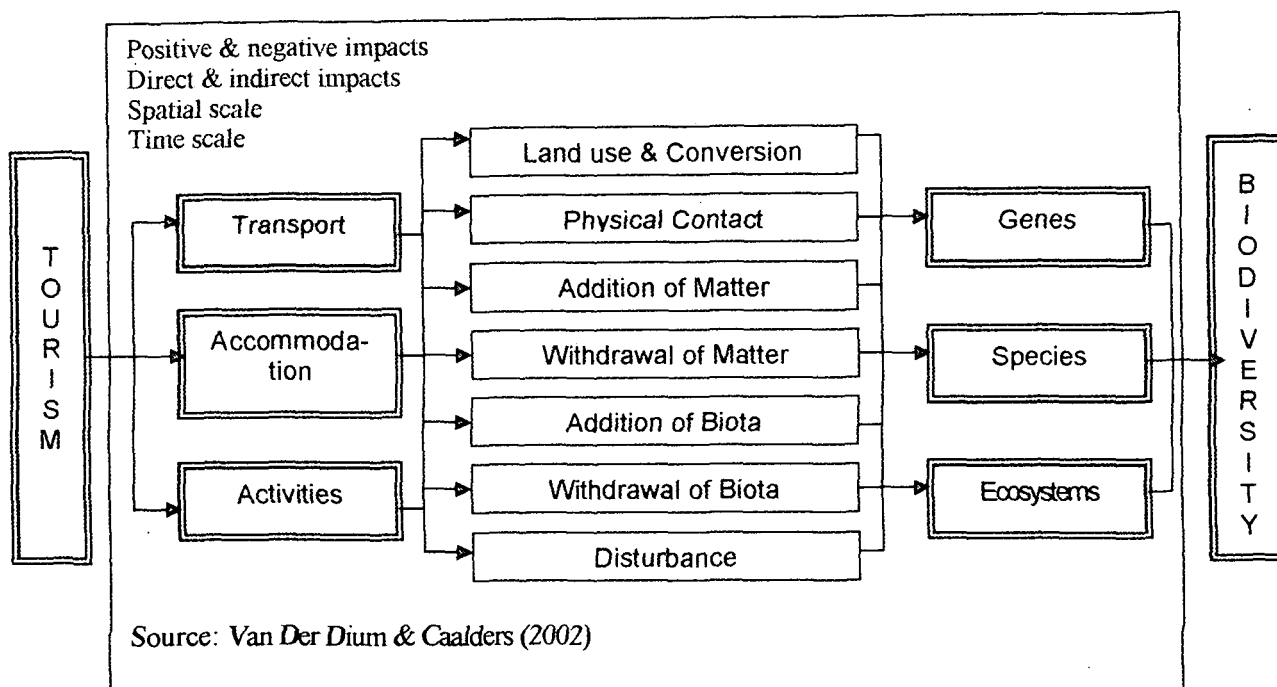 Positive & negative impacts
Direct & indirect impacts
Spatial scale
Time scale
TOURISM
Transport
Accommoda-
tion
Activities
Land use & Conversion
Physical Contact
Addition of Matter
Withdrawal of Matter
Addition of Biota
Withdrawal of Biota
Disturbance
Genes
Species
Ecosystems
BIODIVERSITY
Source: Van Der Dium & Caalders (2002)